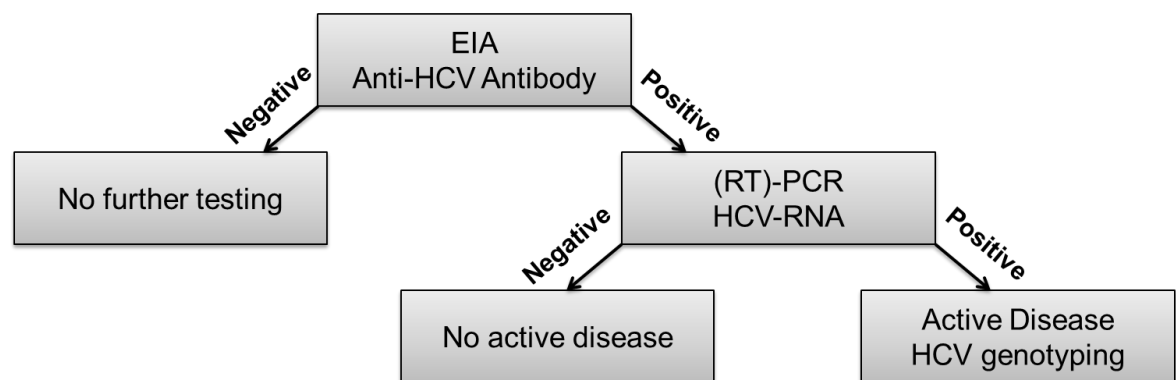 EIA
Anti-HCV Antibody
Negative
Positive
No further testing
(RT)-PCR
HCV-RNA
Negative
Positive
No active disease
Active Disease
HCV genotyping